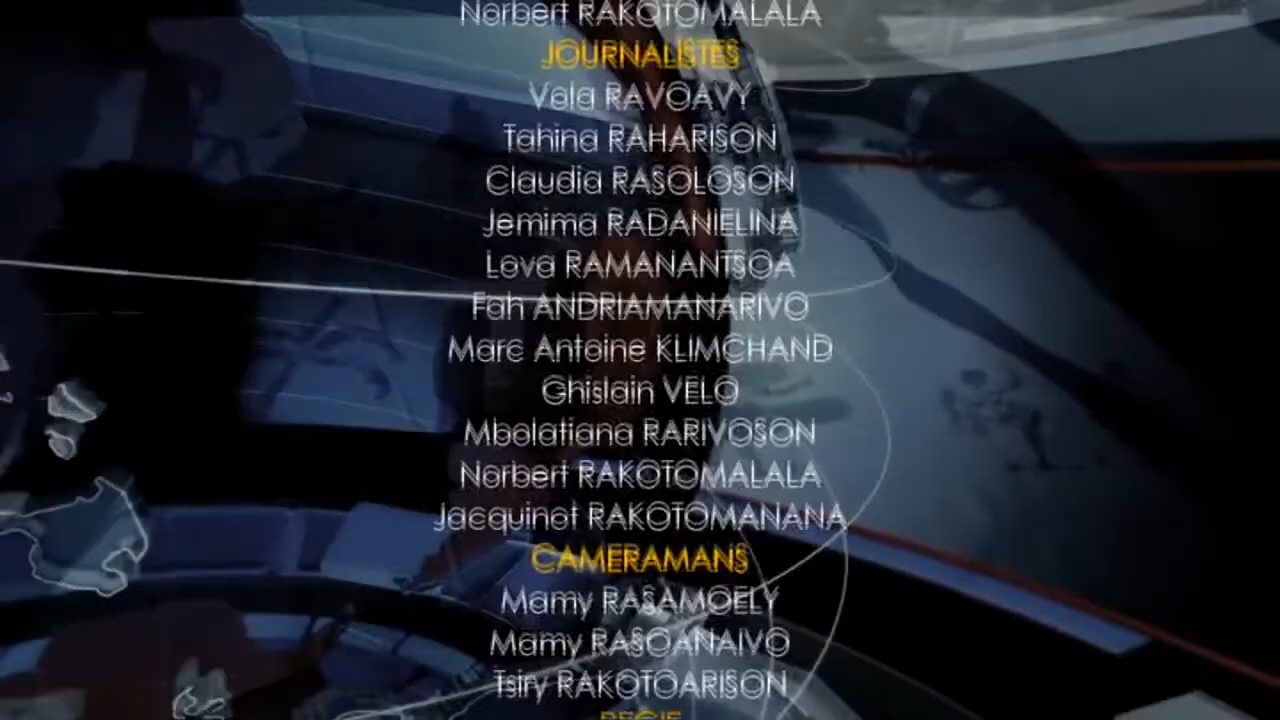 Norbert RAKOTOMALALA
JOURNALISTES
Vola RAVOAVY
Tahina RAHARISON
Claudia RASOLOSON
Jemima RADANIELINA
Lova RAMANANTSOA
Fah ANDRIAMANARIVO
Marc Antoine KLIMCHAND
Ghislain VELO
Mbolatiana RARIVOSON
Norbert RAKOTOMALALA
Jacquinot RAKOTOMANANA
CAMERAMANS
Mamy RASAMOELY
Mamy RASOANAIVO
Tsiry RAKOTOARISON
REGIE